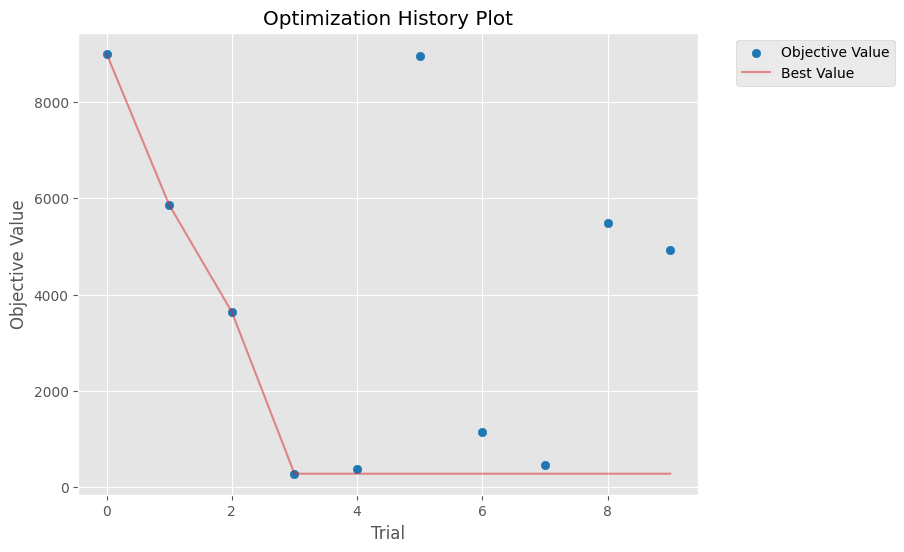 Optimization History Plot
Objective Value
Best Value
8000
6000
4000
2000
0
Objective Value
0 2 4 6 8
Trial